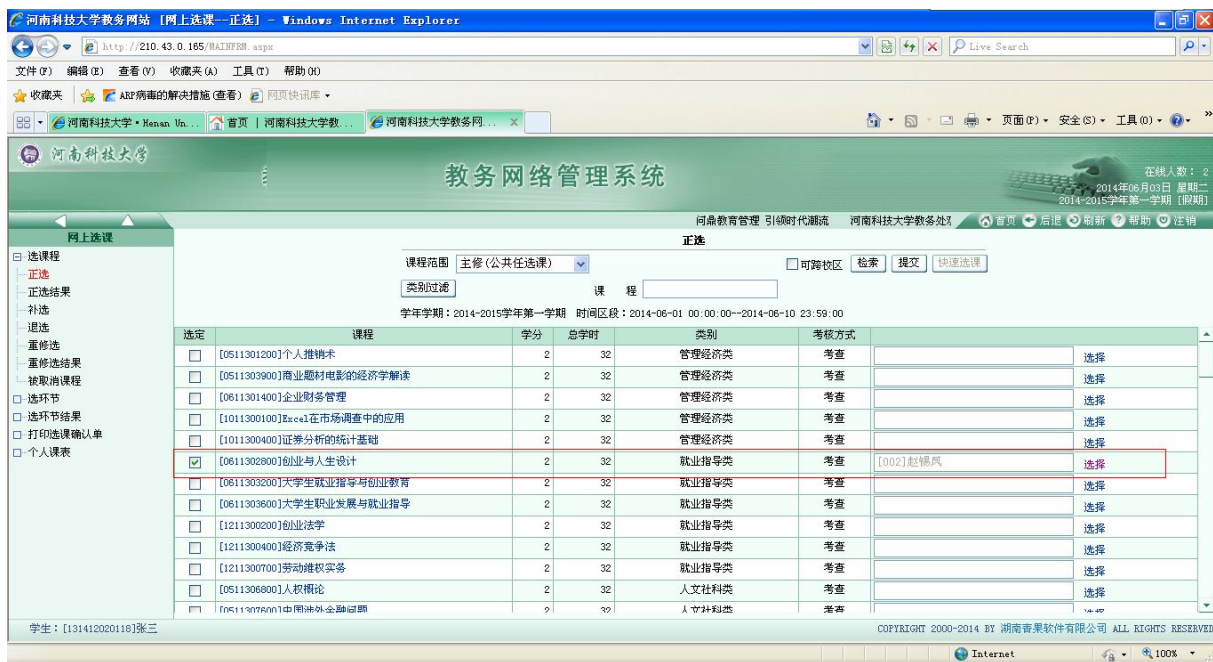 河南科技大学教务网站 [网上选课--正选] - Windows Internet Explorer
http://210.43.0.165/MAINFRM.aspx
Live Search
文件(F) 编辑(E) 查看(V) 收藏夹(A) 工具(T) 帮助(H)
收藏夹 ARP病毒的解决措施(查看) 网页快讯库
河南科技大学·Henan Un... 首页 | 河南科技大学教... 河南科技大学教务网... 页面(P) 安全(S) 工具(O) »
河南科技大学
教务网络管理系统
在线人数: 2
2014年06月03日 星期二
2014-2015学年第一学期 [假期]
网上选课
问鼎教育管理 引领时代潮流 河南科技大学教务处 首页 后退 刷新 帮助 注销
选课程
正选
正选结果
补选
退选
重修选
重修选结果
被取消课程
选环节
选环节结果
打印选课确认单
个人课表
正选
课程范围 主修(公共任选课) 可跨校区 检索 提交 快速选课
类别过滤 课 程
学年学期:2014-2015学年第一学期 时间区段:2014-06-01 00:00:00--2014-06-10 23:59:00
选定 课程 学分 总学时 类别 考核方式
[0511301200]个人推销术 2 32 管理经济类 考查 选择
[0511303900]商业题材电影的经济学解读 2 32 管理经济类 考查 选择
[0611301400]企业财务管理 2 32 管理经济类 考查 选择
[1011300100]Excel在市场调查中的应用 2 32 管理经济类 考查 选择
[1011300400]证券分析的统计基础 2 32 管理经济类 考查 选择
[0611302800]创业与人生设计 2 32 就业指导类 考查 [002]赵锡凤 选择
[0611303200]大学生就业指导与创业教育 2 32 就业指导类 考查 选择
[0611303600]大学生职业发展与就业指导 2 32 就业指导类 考查 选择
[1211300200]创业法学 2 32 就业指导类 考查 选择
[1211300400]经济竞争法 2 32 就业指导类 考查 选择
[1211300700]劳动维权实务 2 32 就业指导类 考查 选择
[0511306800]人权概论 2 32 人文社科类 考查 选择
[0511307600]中国涉外金融问题 2 32 人文社科类 考查 选择
学生:[131412020118]张三
COPYRIGHT 2000-2014 BY 湖南青果软件有限公司 ALL RIGHTS RESERVED
Internet 100%